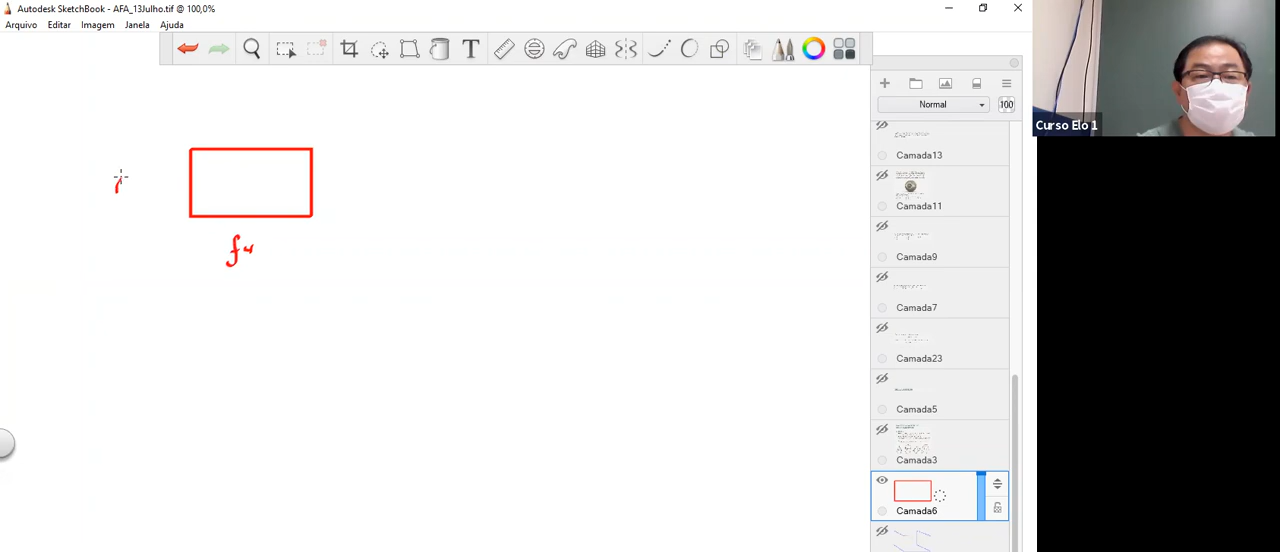 Autodesk SketchBook - AFA_13Julho.tif @ 100,0%
Arquivo Editar Imagem Janela Ajuda
T
Normal 100
Camada13
Camada11
Camada9
Camada7
Camada23
Camada5
Camada3
Camada6
Curso Elo 1